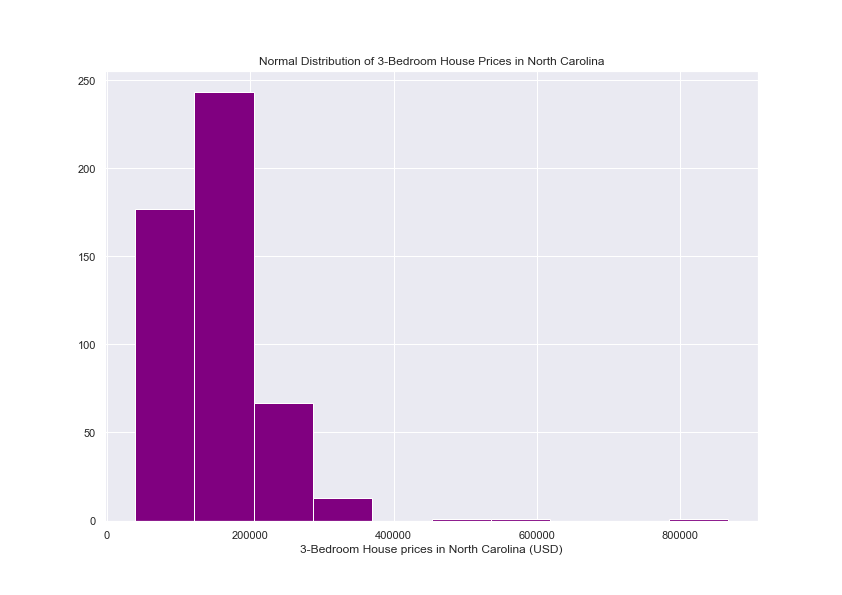 Normal Distribution of 3-Bedroom House Prices in North Carolina
250
200
150
100
50
0
0 200000 400000 600000 800000
3-Bedroom House prices in North Carolina (USD)